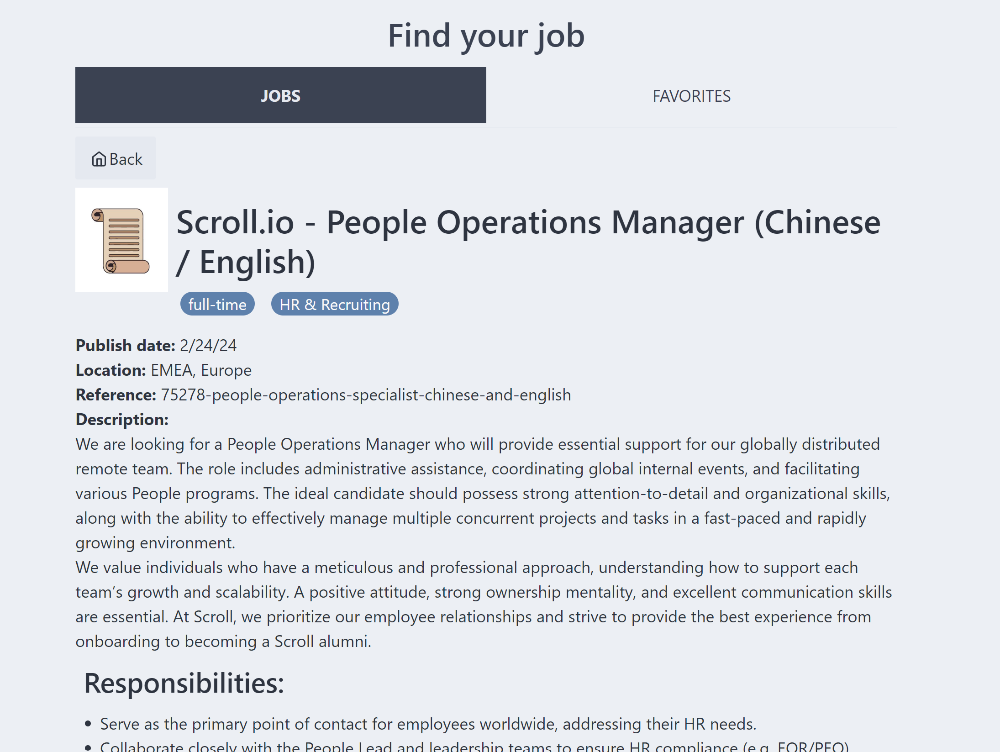 Find your job
JOBS
FAVORITES
Back
Scroll.io - People Operations Manager (Chinese
/ English)
full-time
HR & Recruiting
Publish date: 2/24/24
Location: EMEA, Europe
Reference: 75278-people-operations-specialist-chinese-and-english
Description:
We are looking for a People Operations Manager who will provide essential support for our globally distributed
remote team. The role includes administrative assistance, coordinating global internal events, and facilitating
various People programs. The ideal candidate should possess strong attention-to-detail and organizational skills,
along with the ability to effectively manage multiple concurrent projects and tasks in a fast-paced and rapidly
growing environment.
We value individuals who have a meticulous and professional approach, understanding how to support each
team’s growth and scalability. A positive attitude, strong ownership mentality, and excellent communication skills
are essential. At Scroll, we prioritize our employee relationships and strive to provide the best experience from
onboarding to becoming a Scroll alumni.
Responsibilities:
• Serve as the primary point of contact for employees worldwide, addressing their HR needs.
• Collaborate closely with the People Lead and leadership teams to ensure HR compliance (e.g. EOR/PEO)